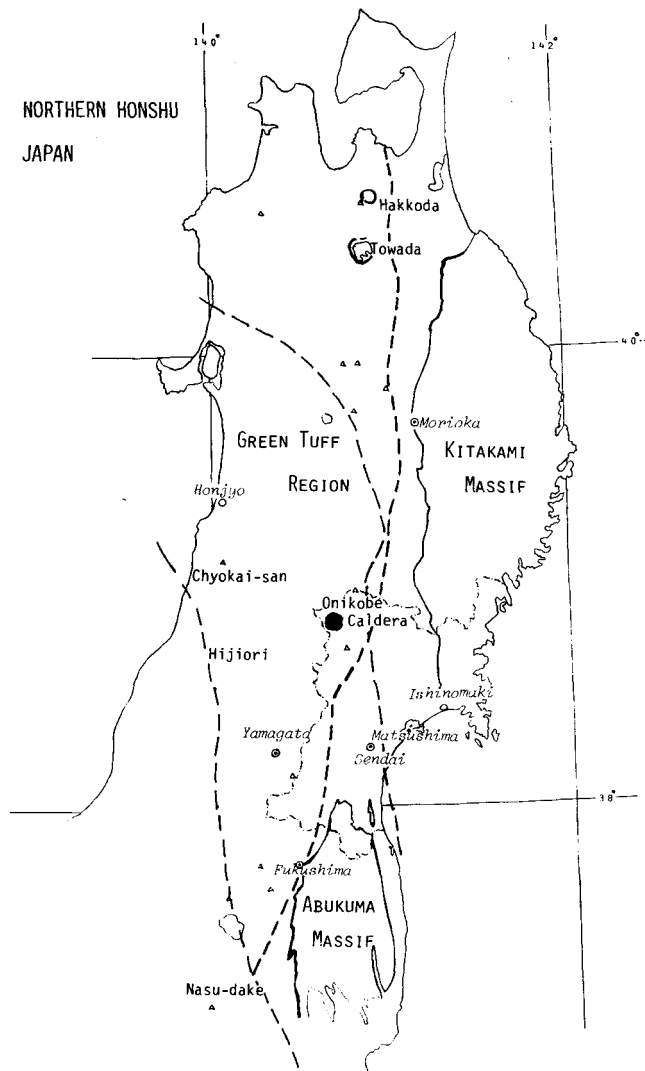 140°
142°
NORTHERN HONSHU
JAPAN
Hakkoda
Towada
40°
Morioka
GREEN TUFF
REGION
KITAKAMI
MASSIF
Honjyo
Chyokai-san
Onikobe
Caldera
Hijiori
Ishinomaki
Yamagata
Matsushima
Sendai
38°
Fukushima
ABUKUMA
MASSIF
Nasu-dake